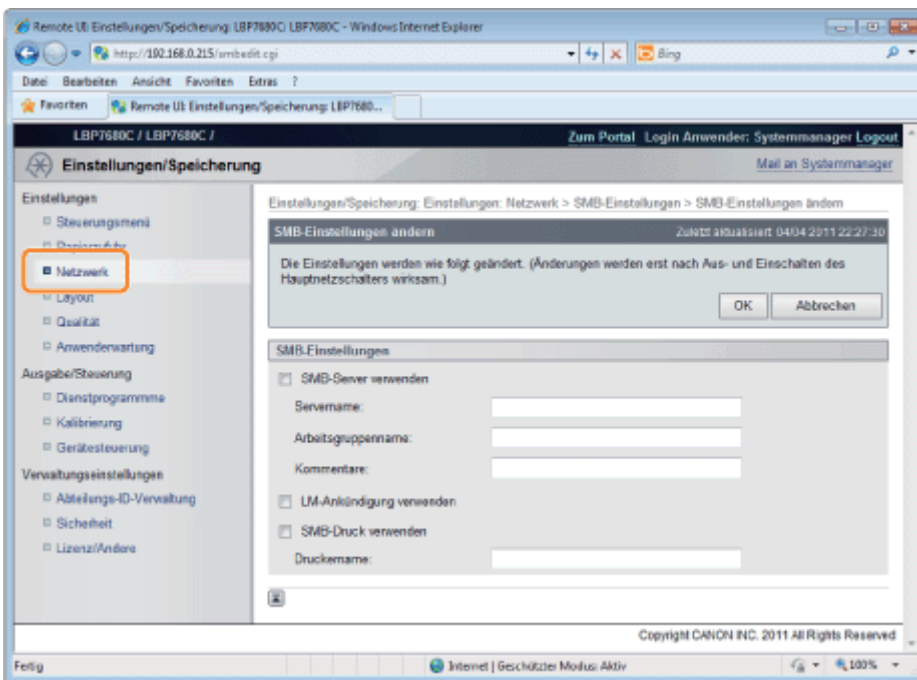 Remote UI: Einstellungen/Speicherung: LBP7680C: LBP7680C - Windows Internet Explorer
http://192.168.0.215/smbedit.cgi
Bing
Datei Bearbeiten Ansicht Favoriten Extras ?
Favoriten Remote UI: Einstellungen/Speicherung: LBP7680...
LBP7680C / LBP7680C / Zum Portal Login Anwender: Systemmanager Logout
Einstellungen/Speicherung Mail an Systemmanager
Einstellungen
Steuerungsmenü
Papierzufuhr
Netzwerk
Layout
Qualität
Anwenderwartung
Ausgabe/Steuerung
Dienstprogramme
Kalibrierung
Gerätesteuerung
Verwaltungseinstellungen
Abteilungs-ID-Verwaltung
Sicherheit
Lizenz/Andere
Einstellungen/Speicherung: Einstellungen: Netzwerk > SMB-Einstellungen > SMB-Einstellungen ändern
SMB-Einstellungen ändern Zuletzt aktualisiert 04/04 2011 22:27:30
Die Einstellungen werden wie folgt geändert. (Änderungen werden erst nach Aus- und Einschalten des
Hauptnetzschalters wirksam.)
OK Abbrechen
SMB-Einstellungen
SMB-Server verwenden
Servername:
Arbeitsgruppenname:
Kommentare:
LM-Ankündigung verwenden
SMB-Druck verwenden
Druckername:
Copyright CANON INC. 2011 All Rights Reserved
Fertig Internet | Geschützter Modus: Aktiv 100%